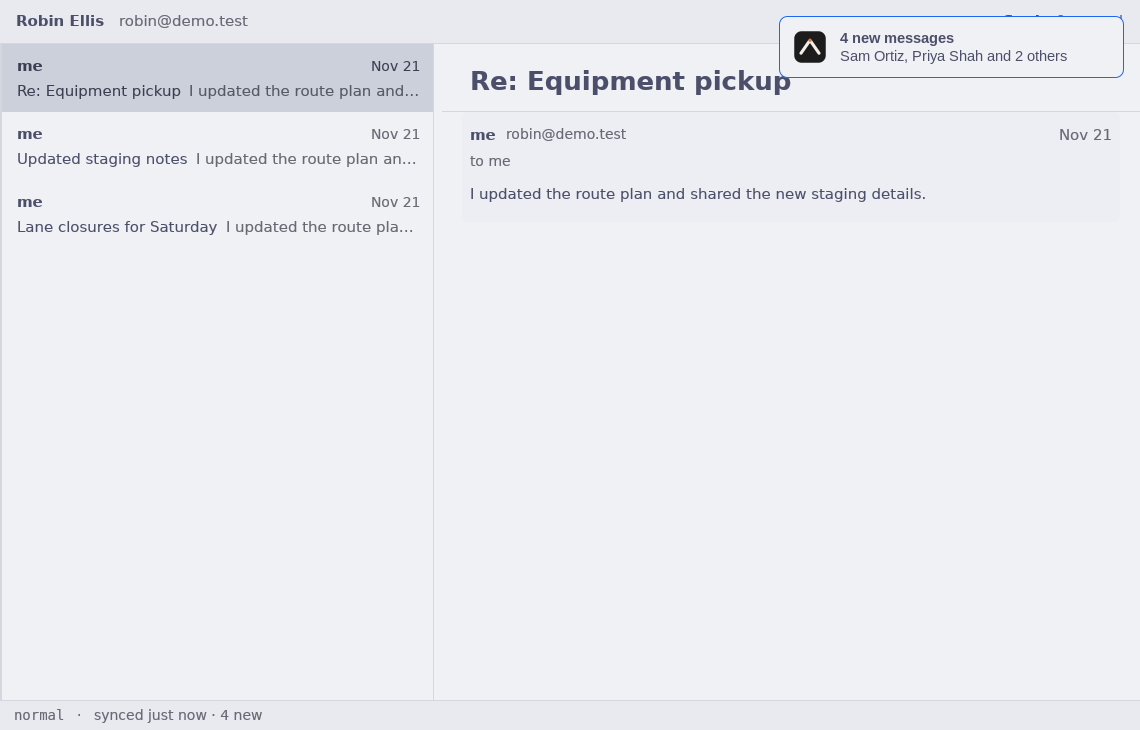 Robin Ellis robin@demo.test
4 new messages
Sam Ortiz, Priya Shah and 2 others
me Nov 21
Re: Equipment pickup I updated the route plan and…
me Nov 21
Updated staging notes I updated the route plan an…
me Nov 21
Lane closures for Saturday I updated the route pla…
Re: Equipment pickup
me robin@demo.test Nov 21
to me
I updated the route plan and shared the new staging details.
normal · synced just now · 4 new